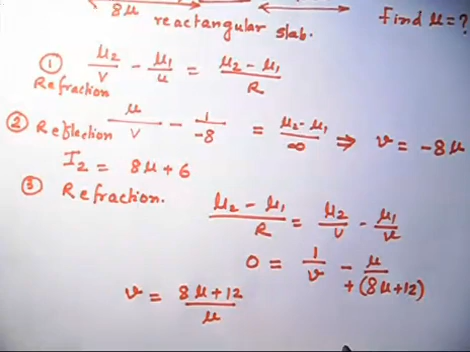 8μ reactangular slab. Find μ = ?
① μ₂/v − μ₁/u = μ₂ − μ₁/R
Refraction
② Reflection μ/v − 1/-8 = μ₂ − μ₁/∞ ⇒ v = −8μ
I₂ = 8μ + 6
③ Refraction.
μ₂ − μ₁/R = μ₂/v − μ₁/u
0 = 1/v − μ/+(8μ+12)
v = 8μ+12/μ